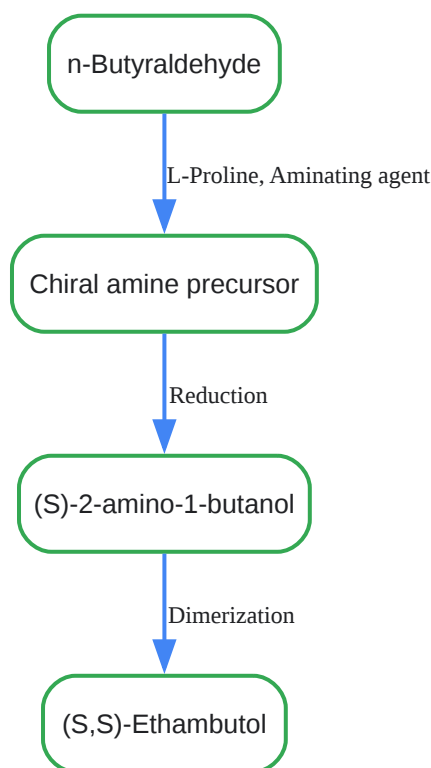 n-Butyraldehyde
L-Proline, Aminating agent
Chiral amine precursor
Reduction
(S)-2-amino-1-butanol
Dimerization
(S,S)-Ethambutol